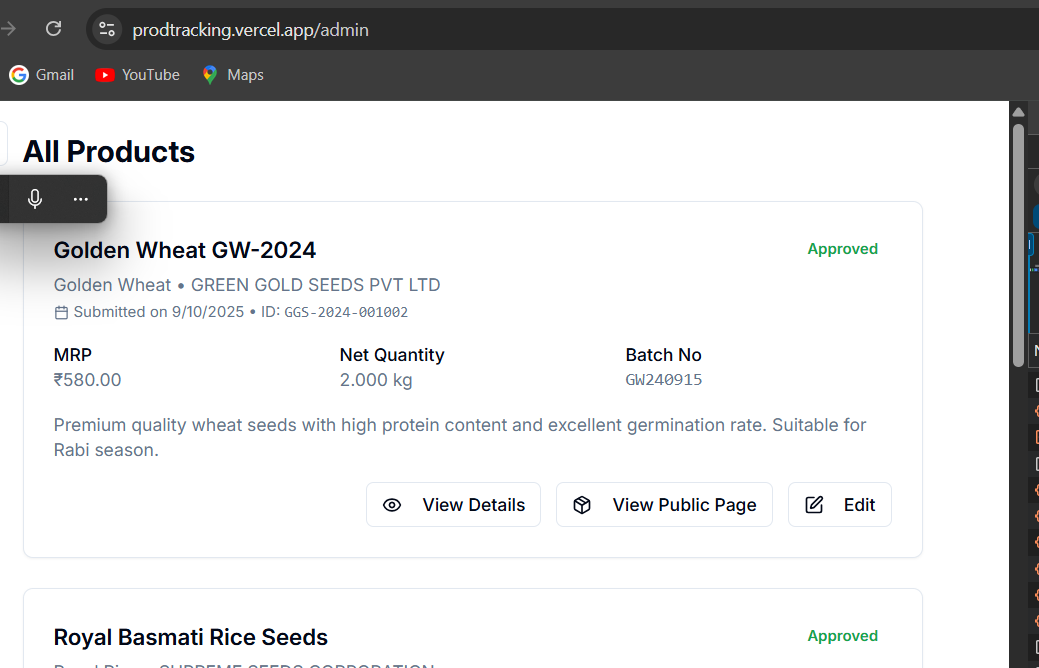 prodtracking.vercel.app/admin
Gmail YouTube Maps
All Products
Golden Wheat GW-2024 Approved
Golden Wheat • GREEN GOLD SEEDS PVT LTD
Submitted on 9/10/2025 • ID: GGS-2024-001002
MRP Net Quantity Batch No
₹580.00 2.000 kg GW240915
Premium quality wheat seeds with high protein content and excellent germination rate. Suitable for
Rabi season.
View Details View Public Page Edit
Royal Basmati Rice Seeds Approved